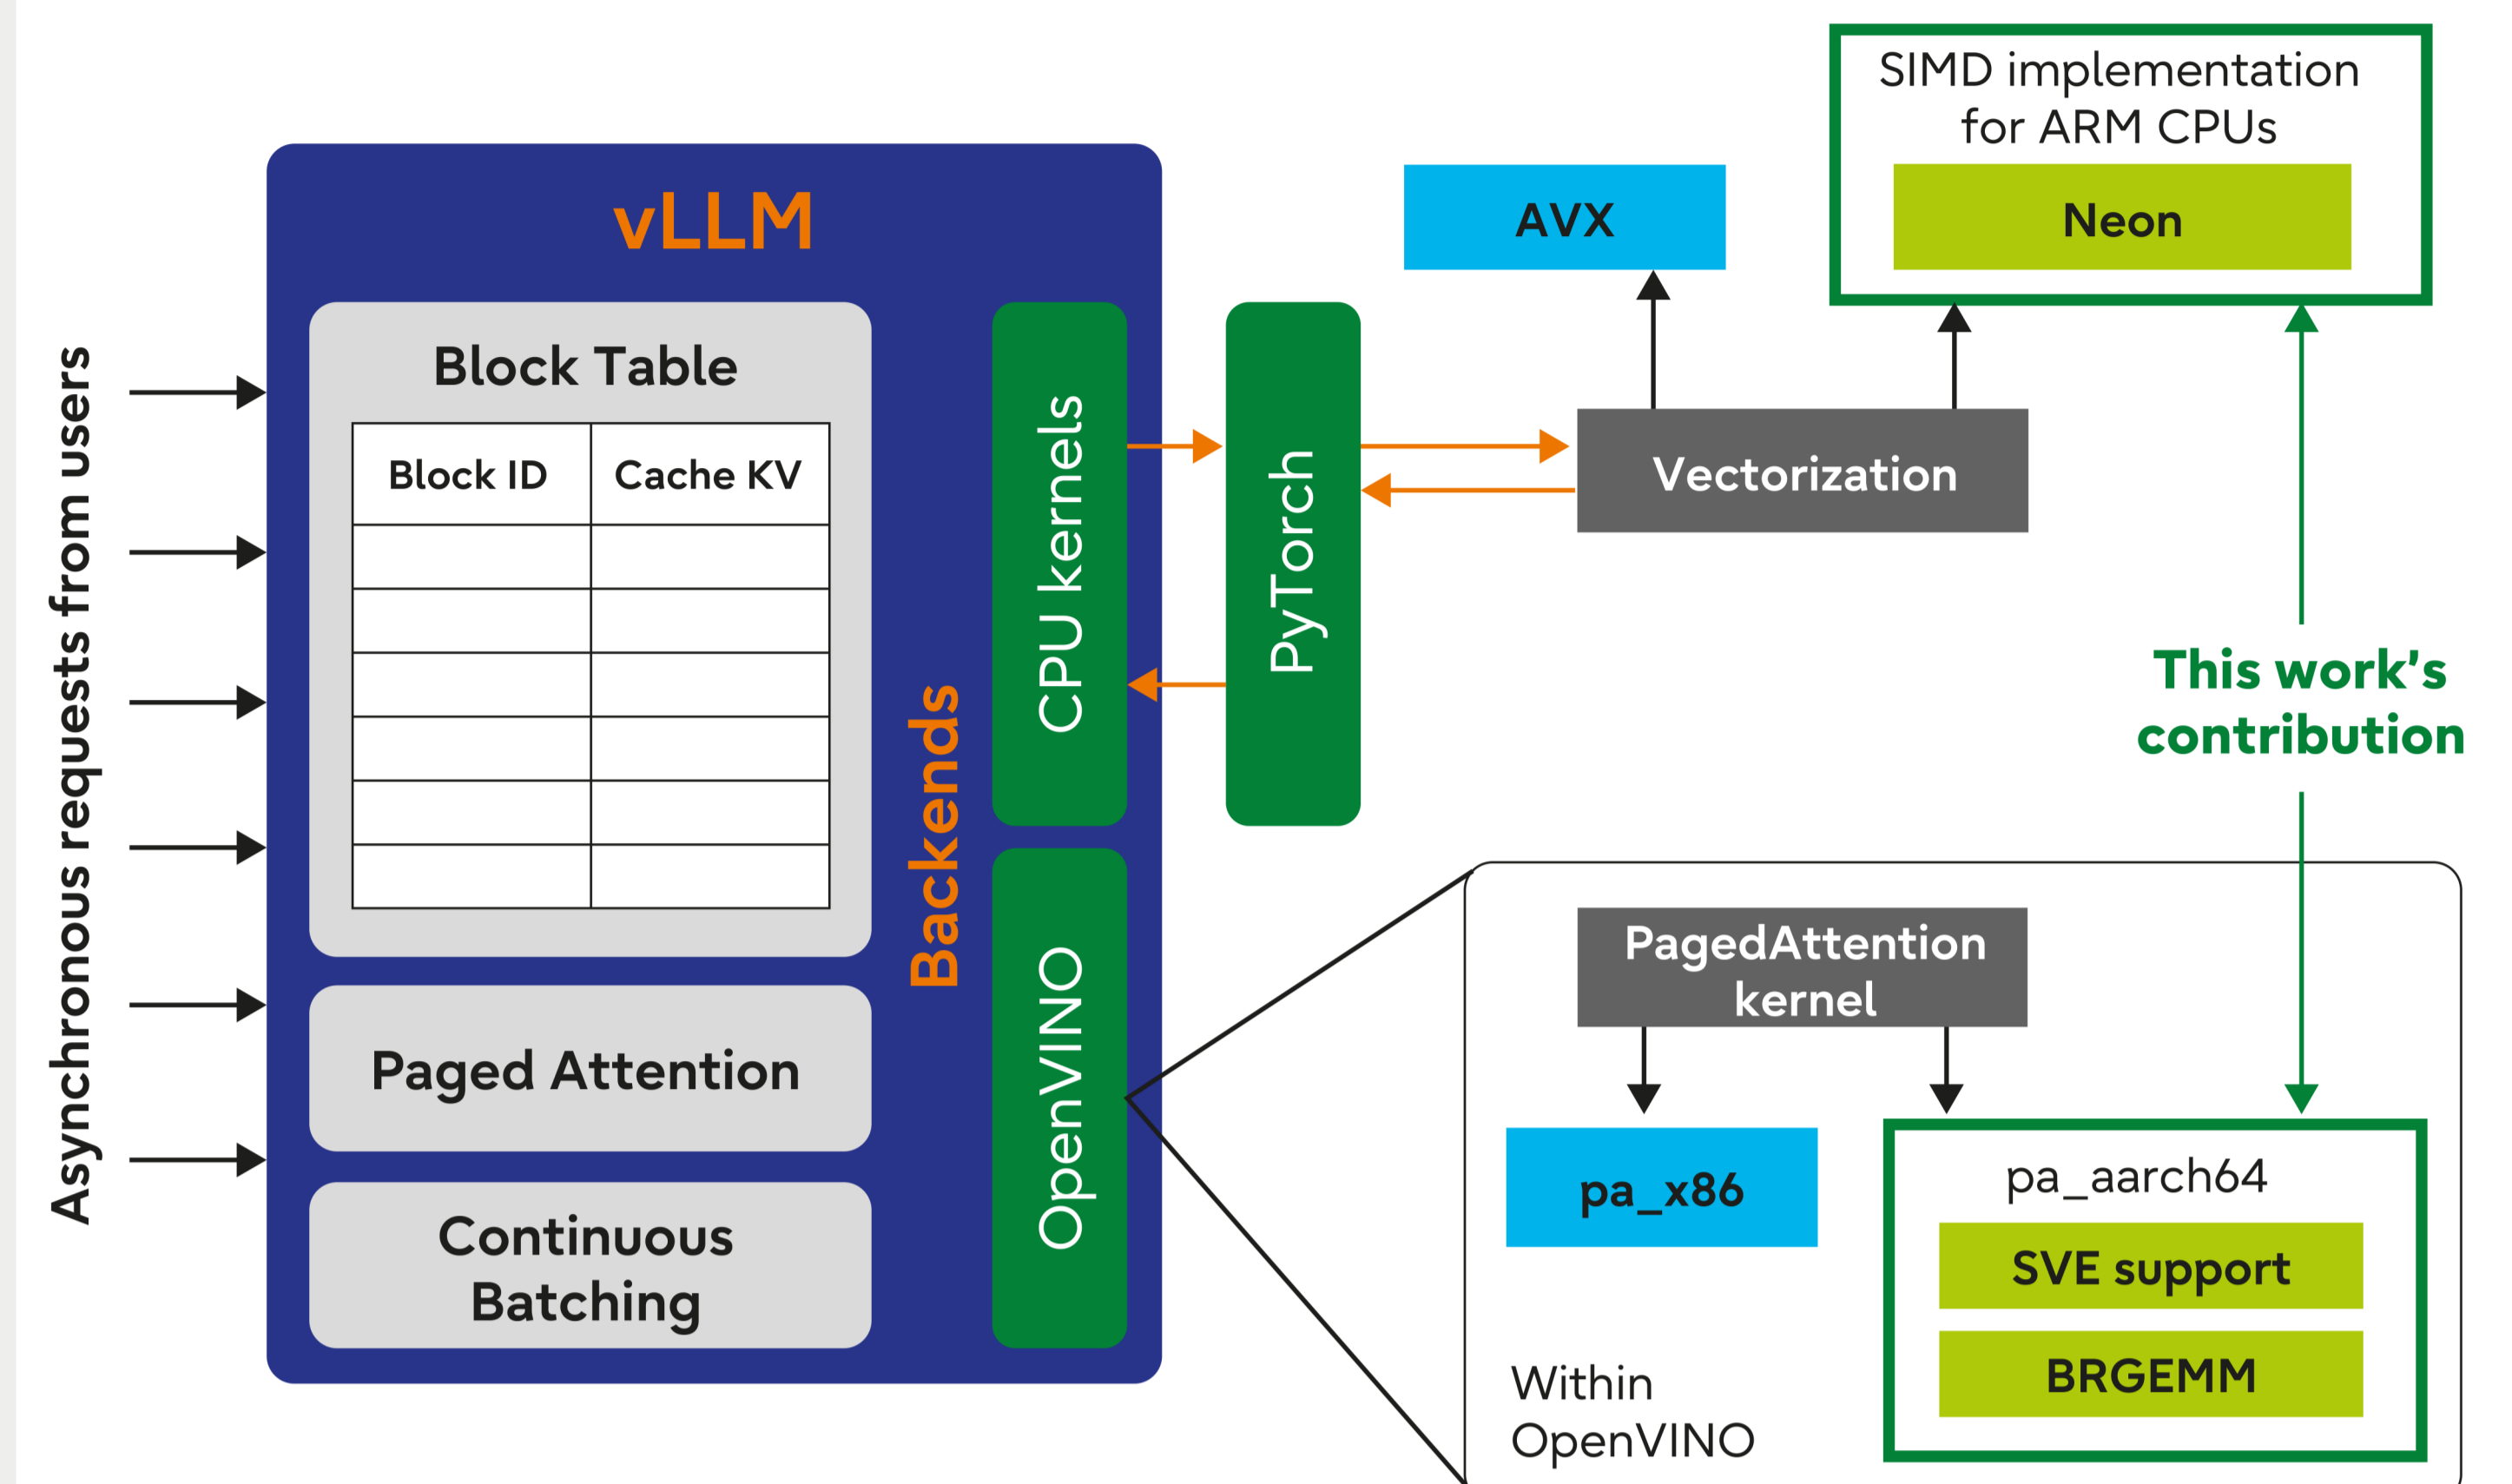 Asynchronous requests from users
vLLM
Block Table
Block ID
Cache KV
Paged Attention
Continuous
Batching
Backends
CPU kernels
OpenVINO
PyTorch
AVX
SIMD implementation
for ARM CPUs
Neon
Vectorization
This work’s
contribution
PagedAttention
kernel
pa_x86
pa_aarch64
SVE support
BRGEMM
Within
OpenVINO